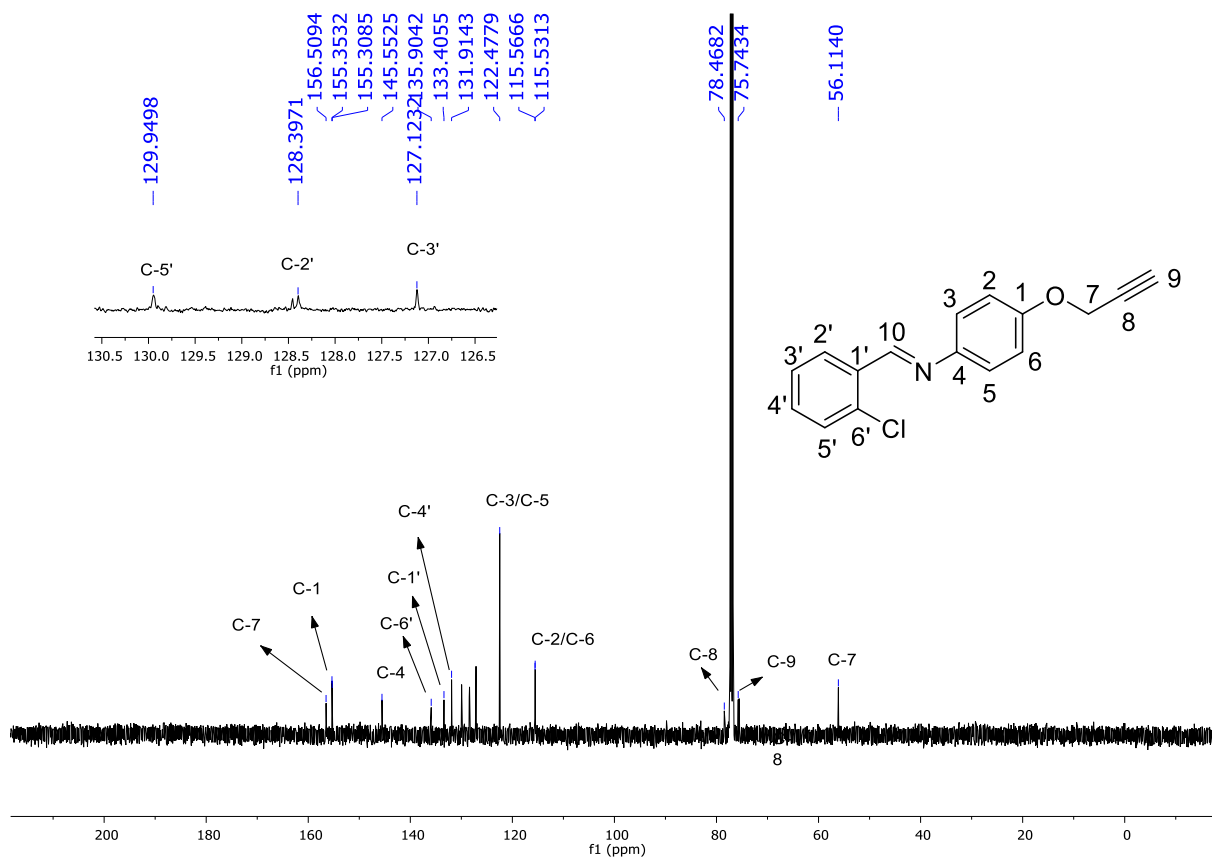 156.5094
155.3532
155.3085
145.5525
135.9042
133.4055
131.9143
122.4779
115.5666
115.5313
78.4682
75.7434
56.1140
129.9498
128.3971
127.1232
C-5'
C-2'
C-3'
130.5 130.0 129.5 129.0 128.5 128.0 127.5 127.0 126.5
f1 (ppm)
2
3
1
O
7
9
8
10
6
2'
3'
1'
N
4
5
4'
6'
Cl
5'
C-3/C-5
C-4'
C-1'
C-1
C-7
C-6'
C-4
C-2/C-6
C-8
C-9
C-7
8
200 180 160 140 120 100 80 60 40 20 0
f1 (ppm)